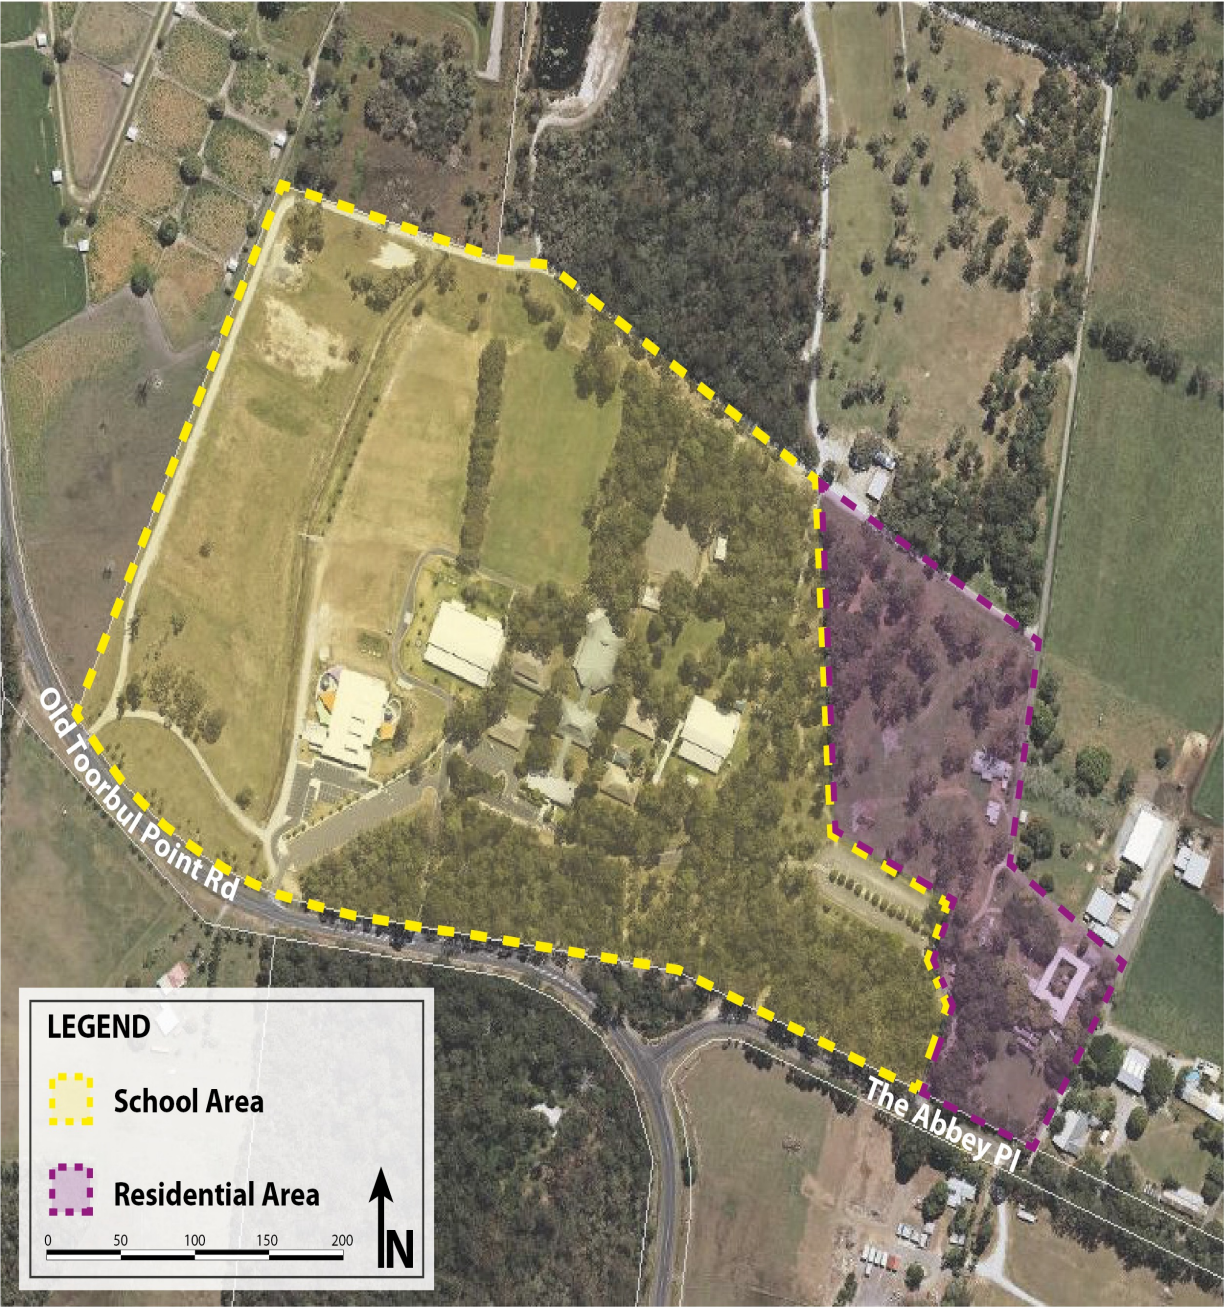 Old Toorbul Point Rd
The Abbey Pl
LEGEND
School Area
Residential Area
0 50 100 150 200
N